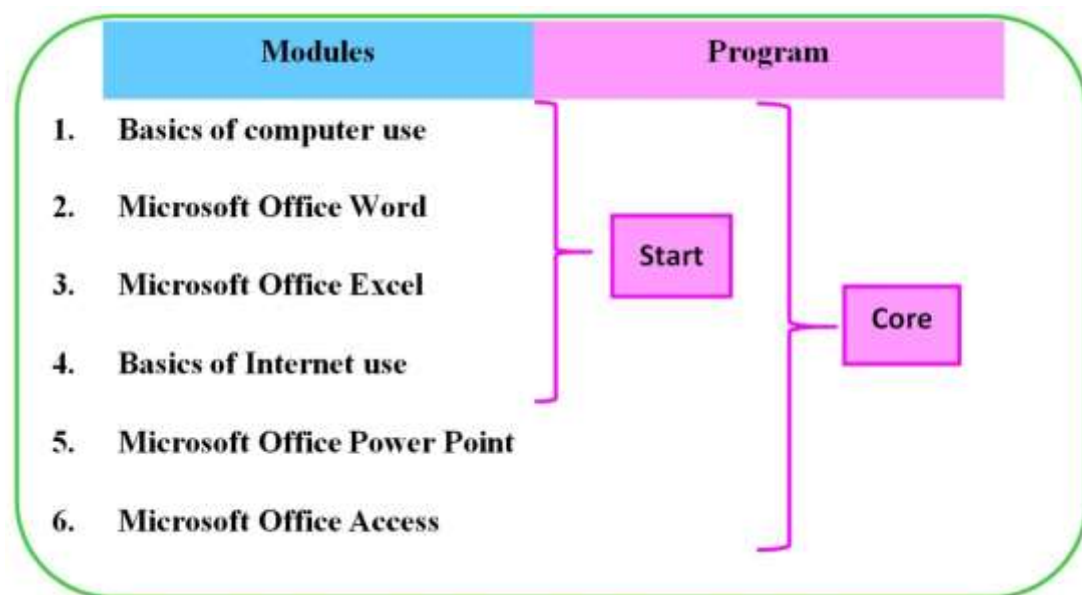 Modules Program
1. Basics of computer use
2. Microsoft Office Word
Start
3. Microsoft Office Excel
Core
4. Basics of Internet use
5. Microsoft Office Power Point
6. Microsoft Office Access